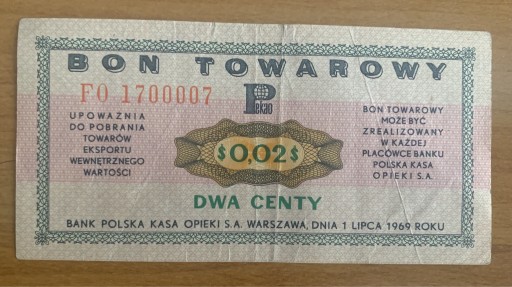 BON TOWAROWY
FO 1700007
Pekao
UPOWAŻNIA
DO POBRANIA
TOWARÓW
EKSPORTU
WEWNĘTRZNEGO
WARTOŚCI
$0,02$
BON TOWAROWY
MOŻE BYĆ
ZREALIZOWANY
W KAŻDEJ
PLACÓWCE BANKU
POLSKA KASA
OPIEKI S.A.
DWA CENTY
BANK POLSKA KASA OPIEKI S.A. WARSZAWA, DNIA 1 LIPCA 1969 ROKU